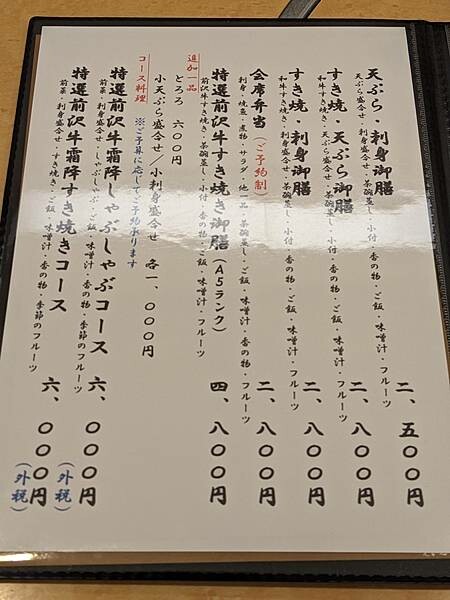 天ぷら・刺身御膳　二、五〇〇円
天ぷら盛合せ・刺身盛合せ・茶碗蒸し・小付・香の物・ご飯・味噌汁・フルーツ
すき焼・天ぷら御膳　二、八〇〇円
和牛すき焼き・天ぷら盛合せ・茶碗蒸し・小付・香の物・ご飯・味噌汁・フルーツ
すき焼・刺身御膳　二、八〇〇円
和牛すき焼き・刺身盛合せ・茶碗蒸し・小付・香の物・ご飯・味噌汁・フルーツ
会席弁当（ご予約制）　二、八〇〇円
刺身・焼魚・煮物・サラダ・他一品・茶碗蒸し・ご飯・味噌汁・香の物・フルーツ
特選前沢牛すき焼き御膳（A5ランク）　四、八〇〇円
前沢牛すき焼き・茶碗蒸し・小付・香の物・ご飯・味噌汁・フルーツ
追加一品
とろろ　六〇〇円
小天ぷら盛合せ／小刺身盛合せ　各一、〇〇〇円
コース料理　※ご予算に応じてご予約承ります
特選前沢牛霜降しゃぶしゃぶコース　六、〇〇〇円（外税）
前菜・刺身盛合せ・しゃぶしゃぶ・ご飯・味噌汁・香の物・季節のフルーツ
特選前沢牛霜降すき焼きコース　六、〇〇〇円（外税）
前菜・刺身盛合せ・すき焼き・ご飯・味噌汁・香の物・季節のフルーツ